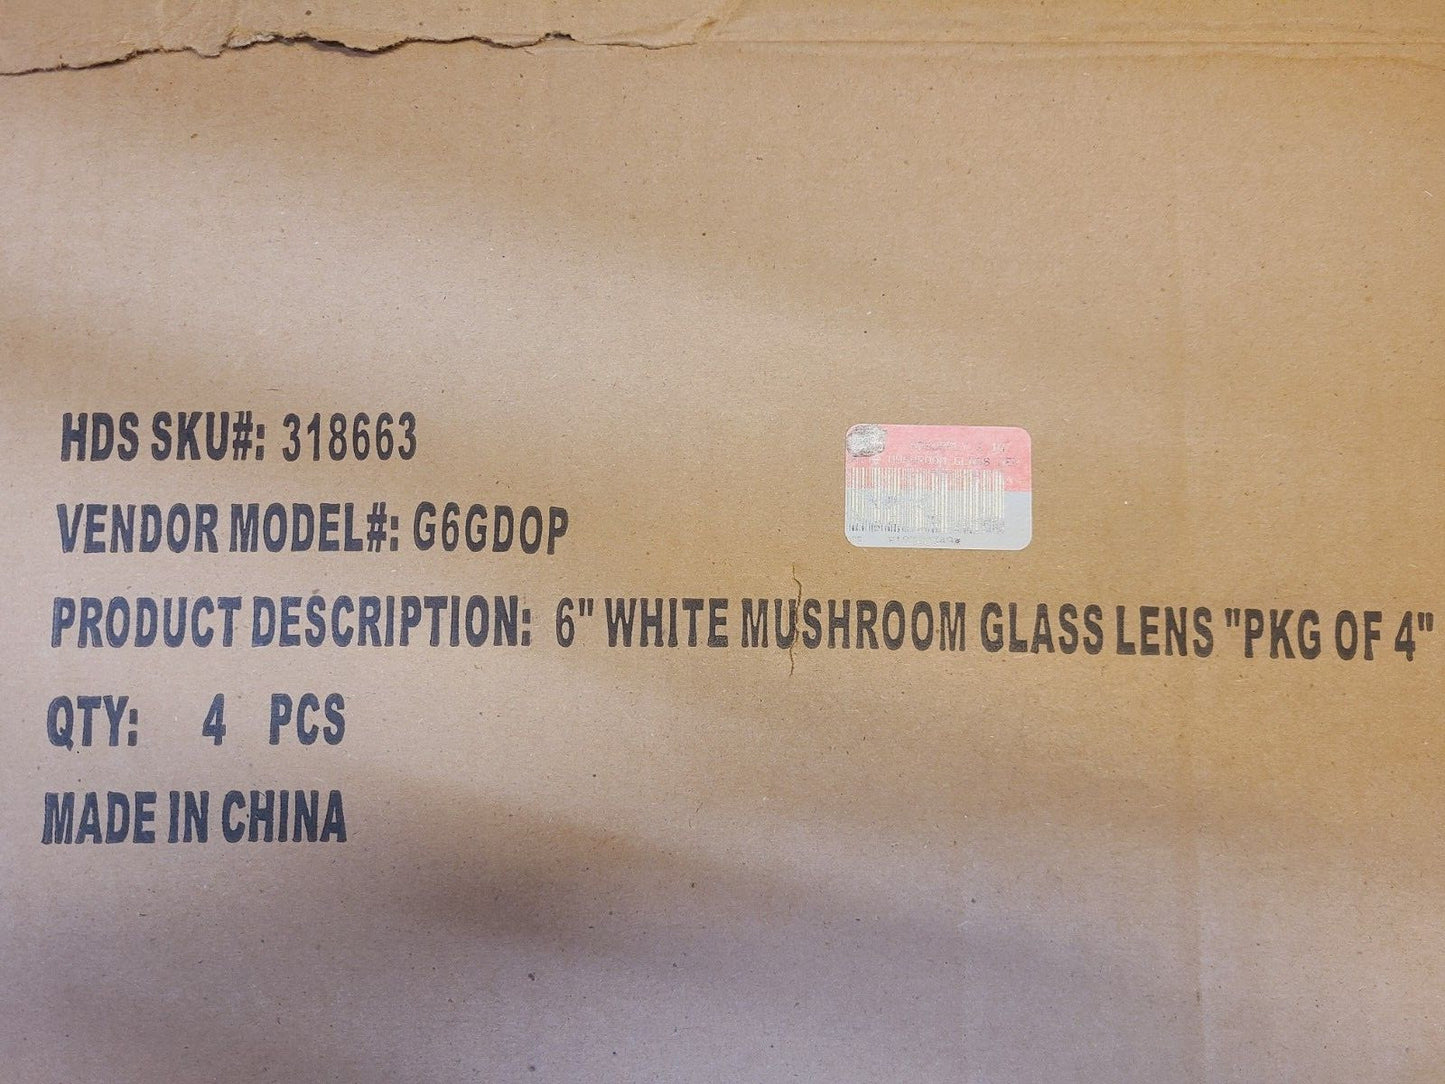 HDS SKU#: 318663
VENDOR MODEL#: G6GDOP
PRODUCT DESCRIPTION: 6" WHITE MUSHROOM GLASS LENS "PKG OF 4"
QTY: 4 PCS
MADE IN CHINA